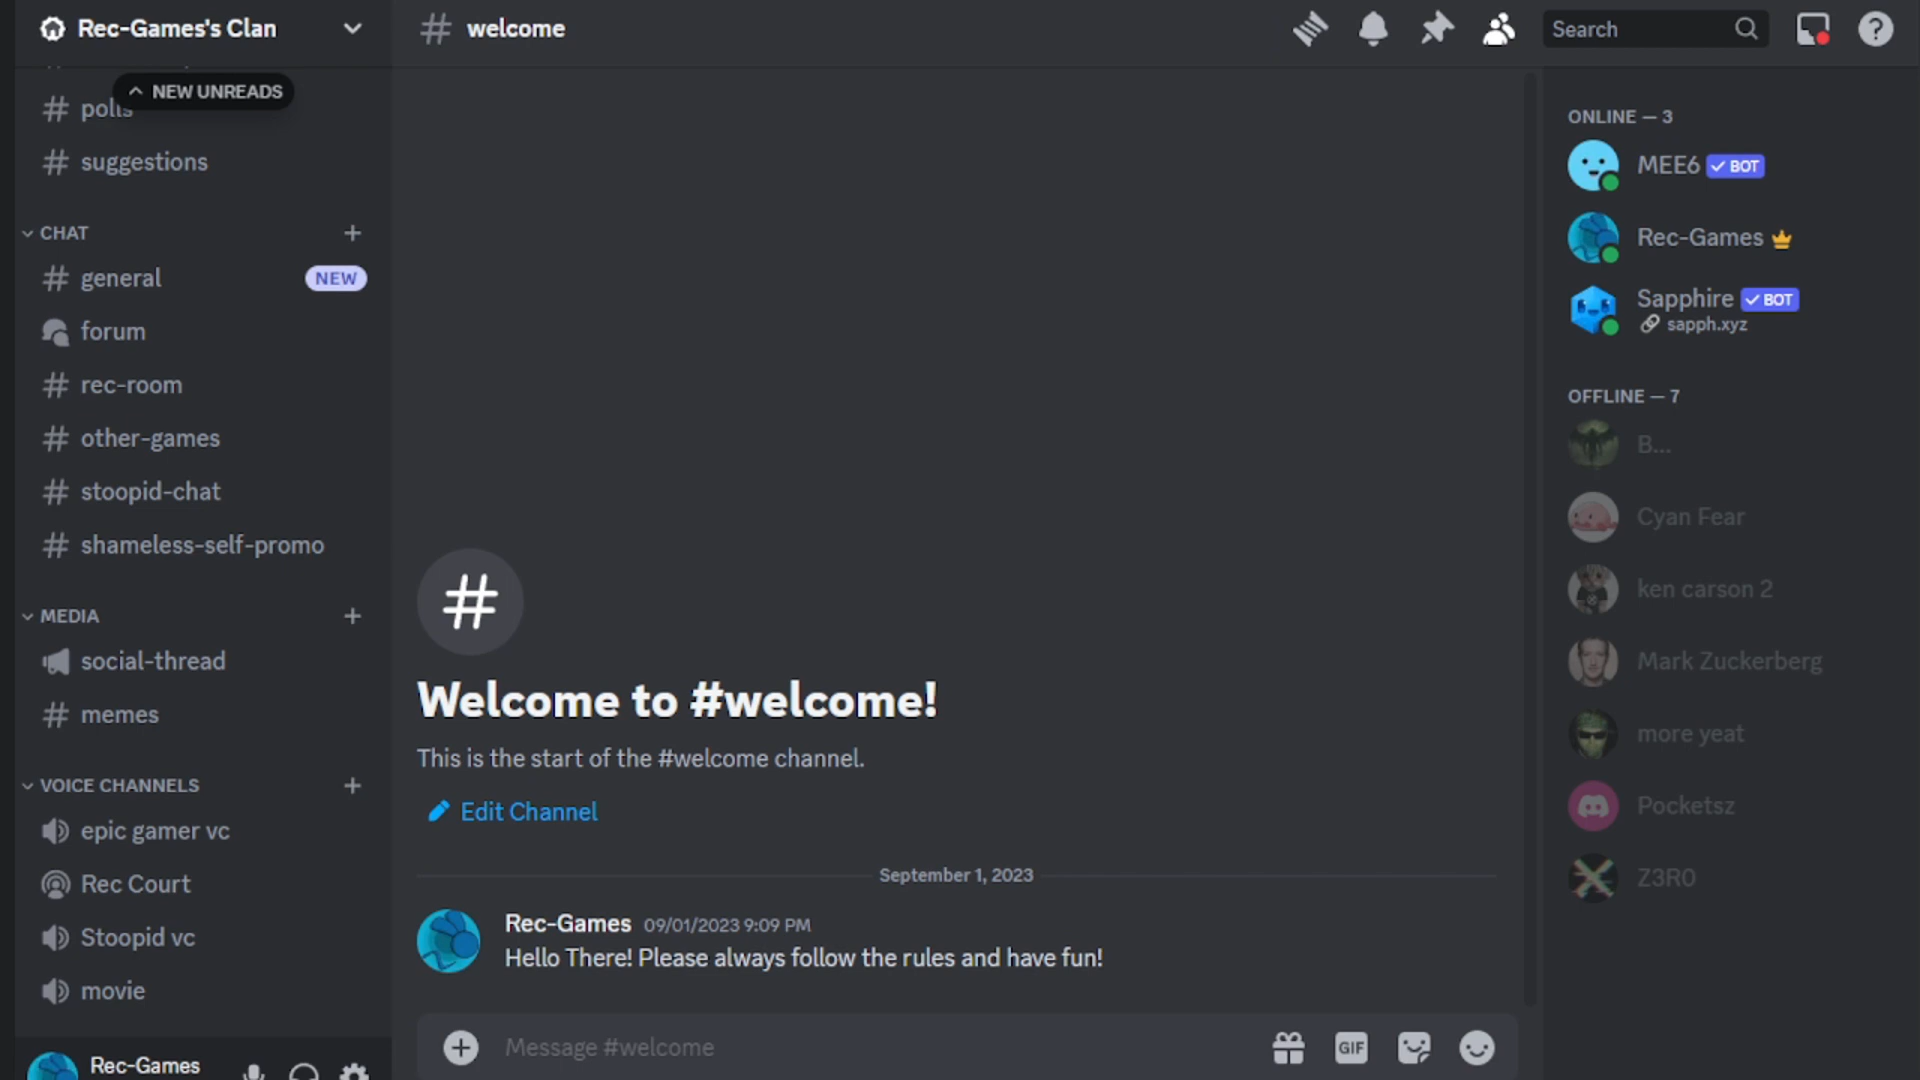 Rec-Games's Clan
NEW UNREADS
polls
suggestions
CHAT
general
NEW
forum
rec-room
other-games
stoopid-chat
shameless-self-promo
MEDIA
social-thread
memes
VOICE CHANNELS
epic gamer vc
Rec Court
Stoopid vc
movie
Rec-Games
# welcome
Search
Welcome to #welcome!
This is the start of the #welcome channel.
Edit Channel
September 1, 2023
Rec-Games 09/01/2023 9:09 PM
Hello There! Please always follow the rules and have fun!
Message #welcome
GIF
ONLINE — 3
MEE6 BOT
Rec-Games
Sapphire BOT
sapph.xyz
OFFLINE — 7
B...
Cyan Fear
ken carson 2
Mark Zuckerberg
more yeat
Pocketsz
Z3R0